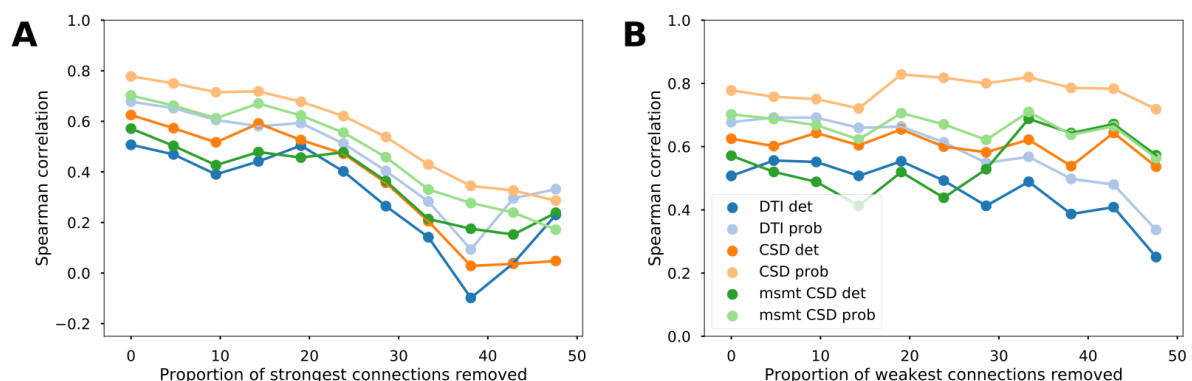 A
B
1.0
0.8
0.6
0.4
0.2
0.0
−0.2
Spearman correlation
0 10 20 30 40 50
Proportion of strongest connections removed
1.0
0.8
0.6
0.4
0.2
0.0
Spearman correlation
DTI det
DTI prob
CSD det
CSD prob
msmt CSD det
msmt CSD prob
0 10 20 30 40 50
Proportion of weakest connections removed